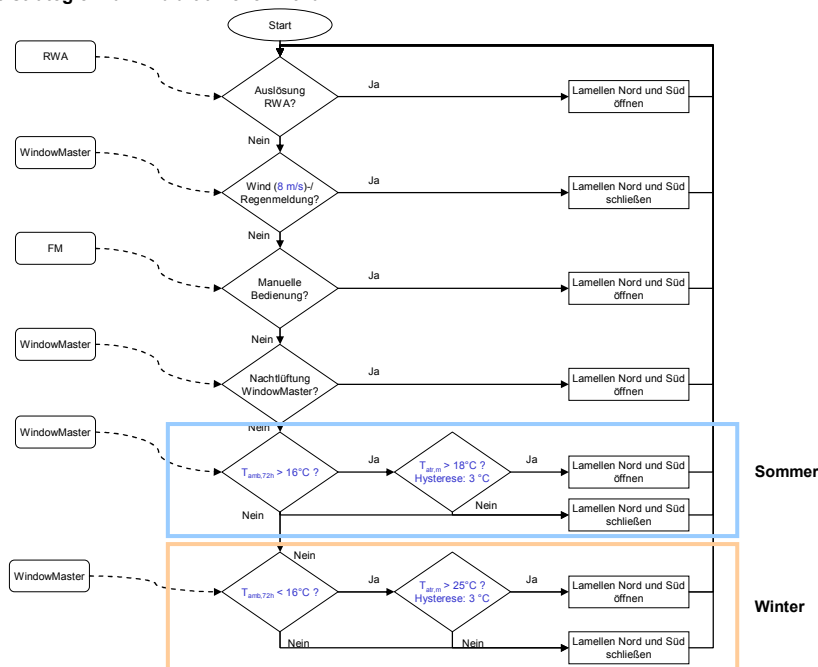 Start
RWA
Auslösung
RWA?
Ja
Lamellen Nord und Süd
öffnen
Nein
WindowMaster
Wind (8 m/s)-/
Regenmeldung?
Ja
Lamellen Nord und Süd
schließen
Nein
FM
Manuelle
Bedienung?
Ja
Lamellen Nord und Süd
öffnen
Nein
WindowMaster
Nachtlüftung
WindowMaster?
Ja
Lamellen Nord und Süd
öffnen
Nein
WindowMaster
Tamb,72h > 16°C ?
Ja
Tatr,m > 18°C ?
Hysterese: 3 °C
Ja
Lamellen Nord und Süd
öffnen
Sommer
Nein
Nein
Lamellen Nord und Süd
schließen
Nein
WindowMaster
Tamb,72h < 16°C ?
Ja
Tatr,m > 25°C ?
Hysterese: 3 °C
Ja
Lamellen Nord und Süd
öffnen
Winter
Nein
Nein
Lamellen Nord und Süd
schließen